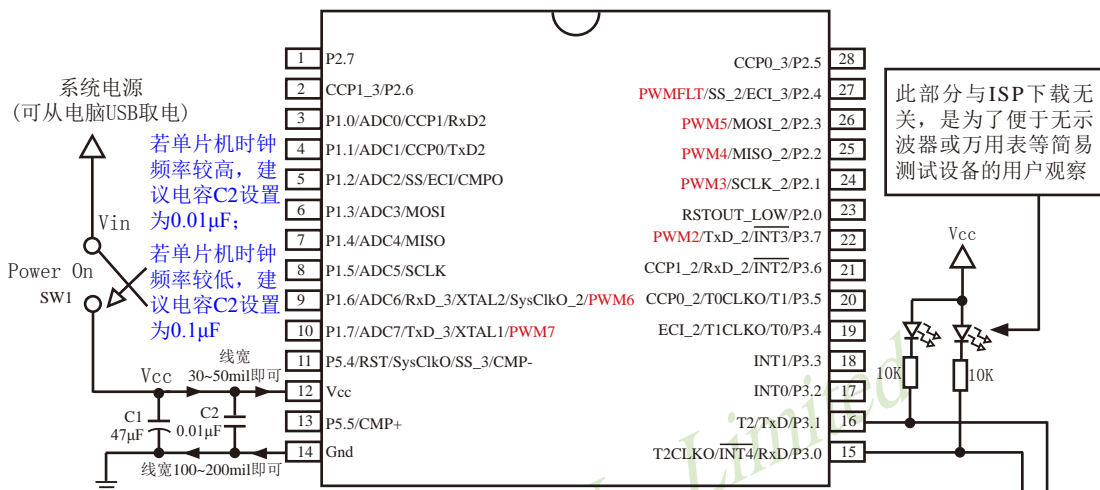 系统电源
(可从电脑USB取电)
若单片机时钟
频率较高，建
议电容C2设置
为0.01μF；
若单片机时钟
频率较低，建
议电容C2设置
为0.1μF
Vin
Power On
SW1
Vcc
线宽
30~50mil即可
C1
47μF
C2
0.01μF
线宽100~200mil即可
1 P2.7
2 CCP1_3/P2.6
3 P1.0/ADC0/CCP1/RxD2
4 P1.1/ADC1/CCP0/TxD2
5 P1.2/ADC2/SS/ECI/CMPO
6 P1.3/ADC3/MOSI
7 P1.4/ADC4/MISO
8 P1.5/ADC5/SCLK
9 P1.6/ADC6/RxD_3/XTAL2/SysClkO_2/PWM6
10 P1.7/ADC7/TxD_3/XTAL1/PWM7
11 P5.4/RST/SysClkO/SS_3/CMP-
12 Vcc
13 P5.5/CMP+
14 Gnd
CCP0_3/P2.5 28
PWMFLT/SS_2/ECI_3/P2.4 27
PWM5/MOSI_2/P2.3 26
PWM4/MISO_2/P2.2 25
PWM3/SCLK_2/P2.1 24
RSTOUT_LOW/P2.0 23
PWM2/TxD_2/INT3/P3.7 22
CCP1_2/RxD_2/INT2/P3.6 21
CCP0_2/T0CLKO/T1/P3.5 20
ECI_2/T1CLKO/T0/P3.4 19
INT1/P3.3 18
INT0/P3.2 17
T2/TxD/P3.1 16
T2CLKO/INT4/RxD/P3.0 15
此部分与ISP下载无
关，是为了便于无示
波器或万用表等简易
测试设备的用户观察
Vcc
10K
10K
Limited